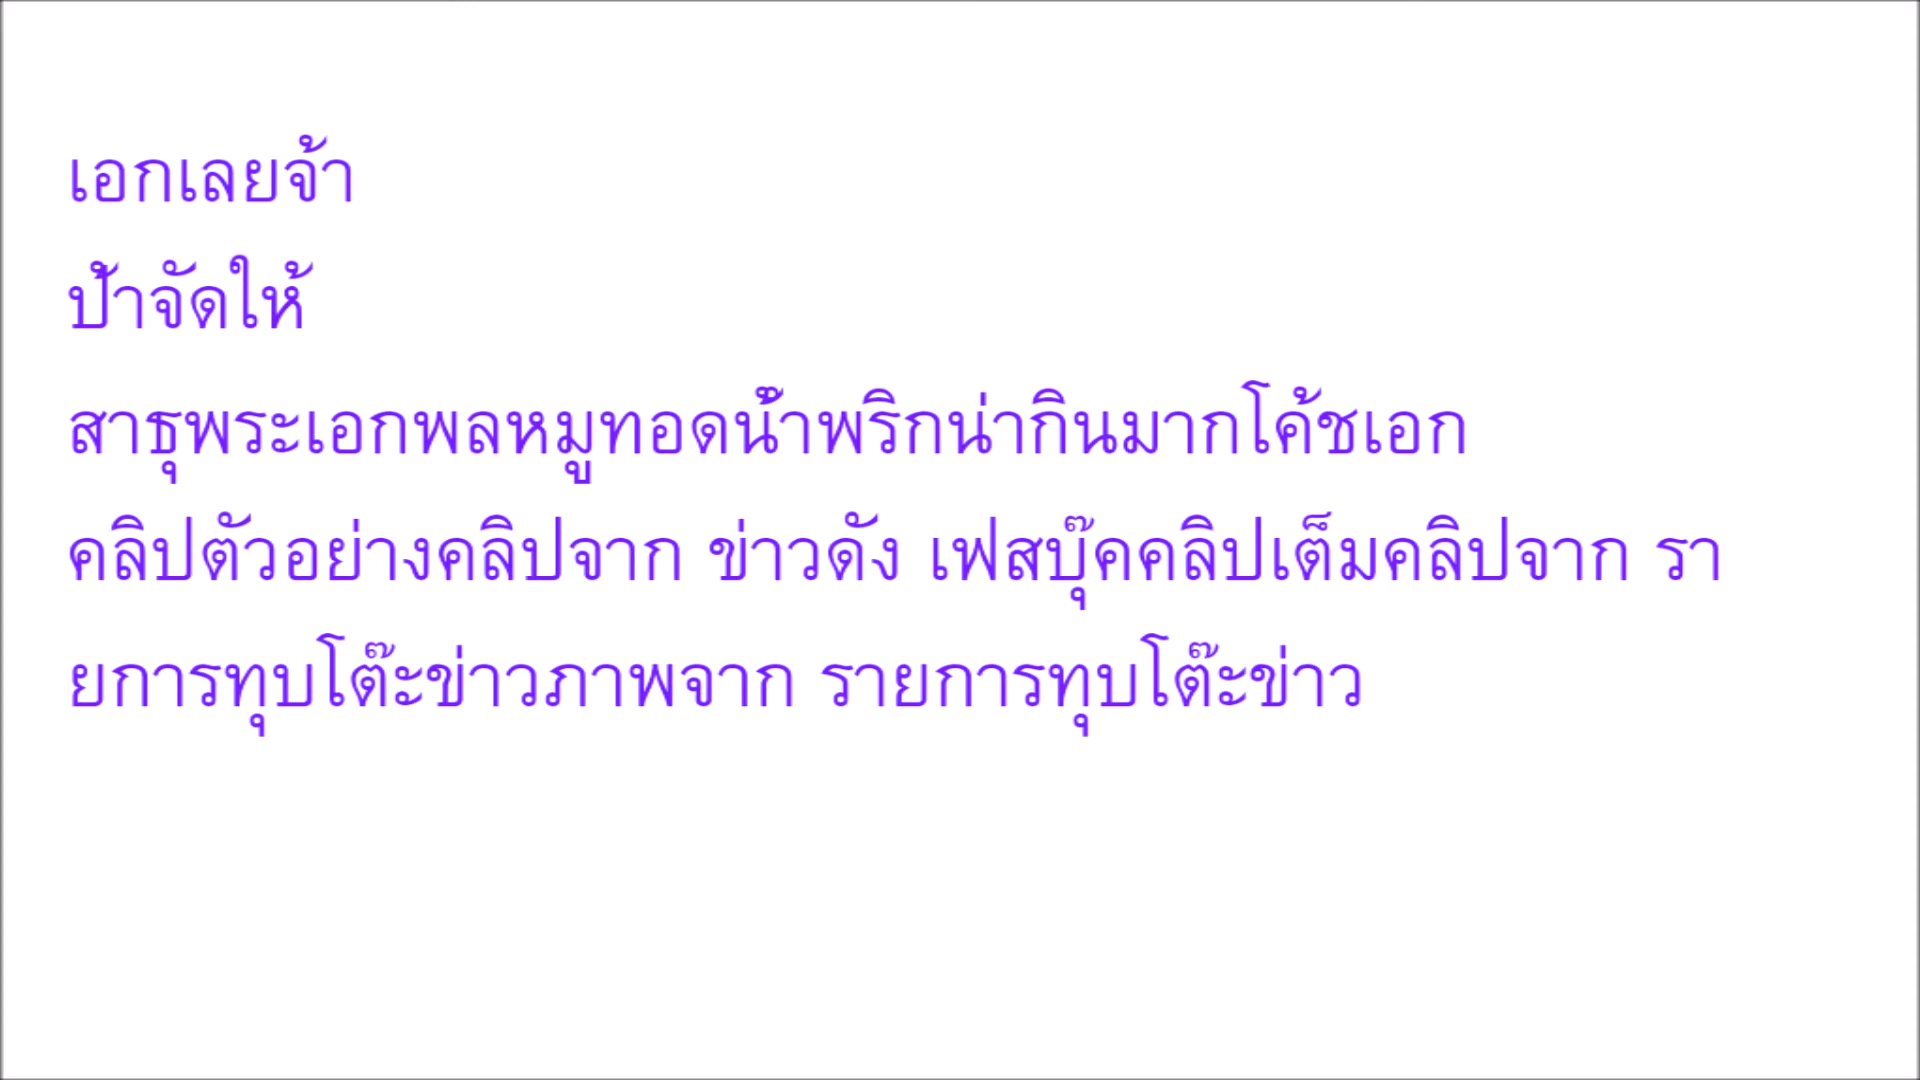 เอกเลยจ้า
ป้าจัดให้
สาธุพระเอกพลหมูทอดน้ำพริกน่ากินมากโค้ชเอก
คลิปตัวอย่างคลิปจาก ข่าวดัง เฟสบุ๊คคลิปเต็มคลิปจาก รา
ยการทุบโต๊ะข่าวภาพจาก รายการทุบโต๊ะข่าว